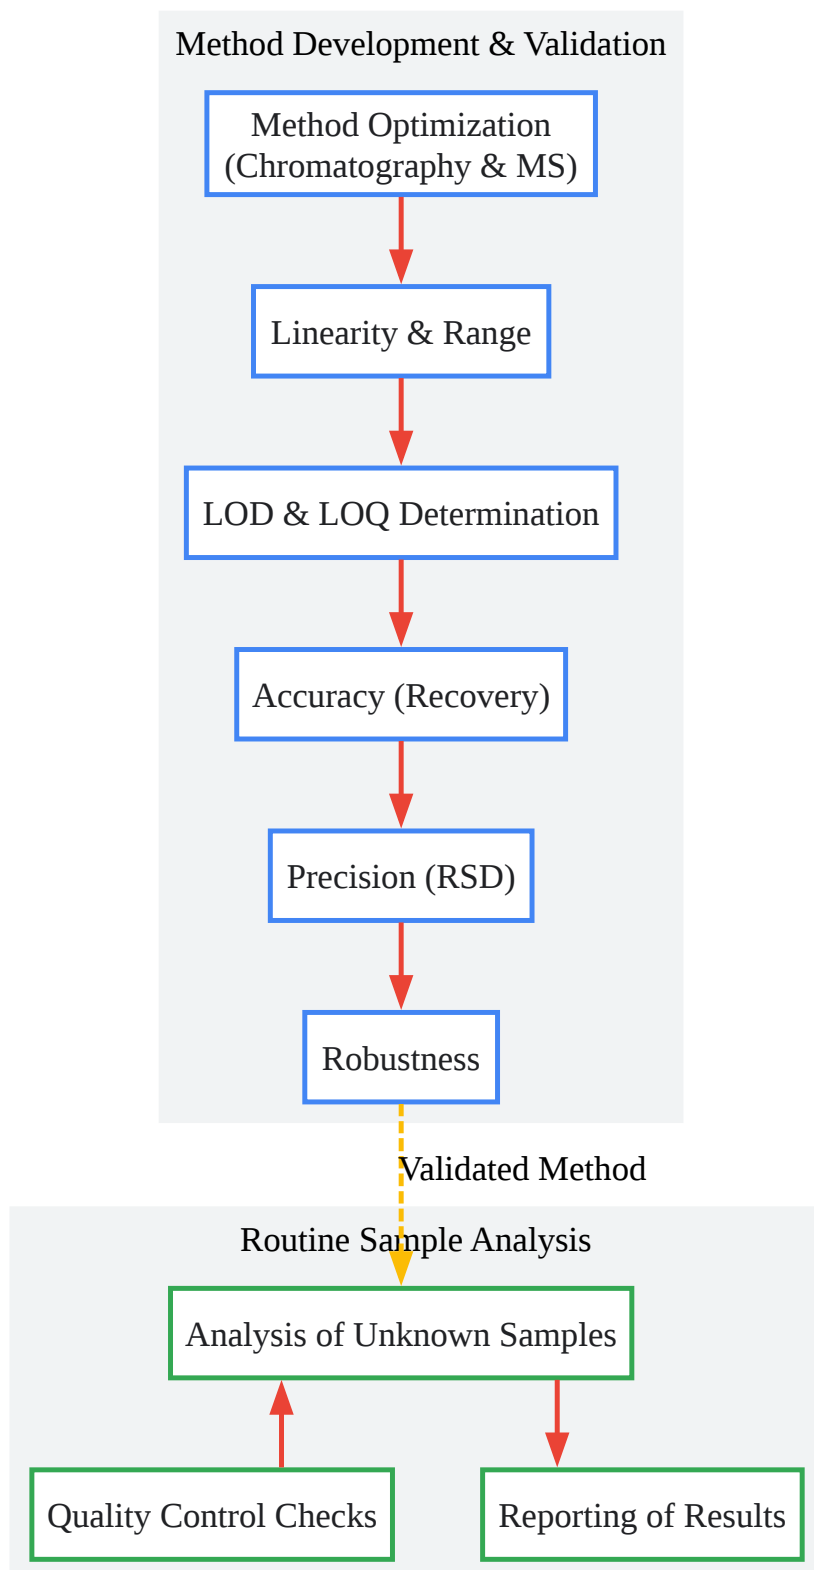 Method Development & Validation
Method Optimization
(Chromatography & MS)
Linearity & Range
LOD & LOQ Determination
Accuracy (Recovery)
Precision (RSD)
Robustness
Validated Method
Routine Sample Analysis
Analysis of Unknown Samples
Quality Control Checks
Reporting of Results